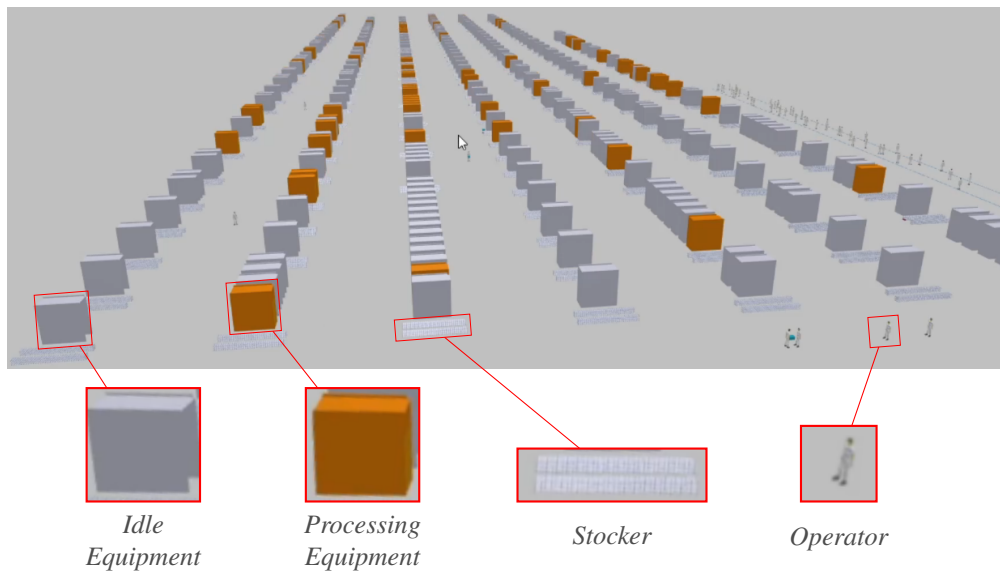 Idle
Equipment
Processing
Equipment
Stocker
Operator